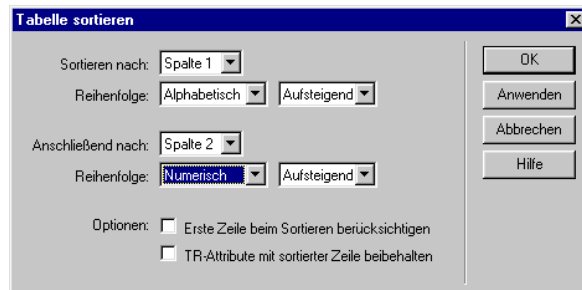 Tabelle sortieren
Sortieren nach: Spalte 1
Reihenfolge: Alphabetisch Aufsteigend
Anschließend nach: Spalte 2
Reihenfolge: Numerisch Aufsteigend
Optionen: Erste Zeile beim Sortieren berücksichtigen
TR-Attribute mit sortierter Zeile beibehalten
OK
Anwenden
Abbrechen
Hilfe